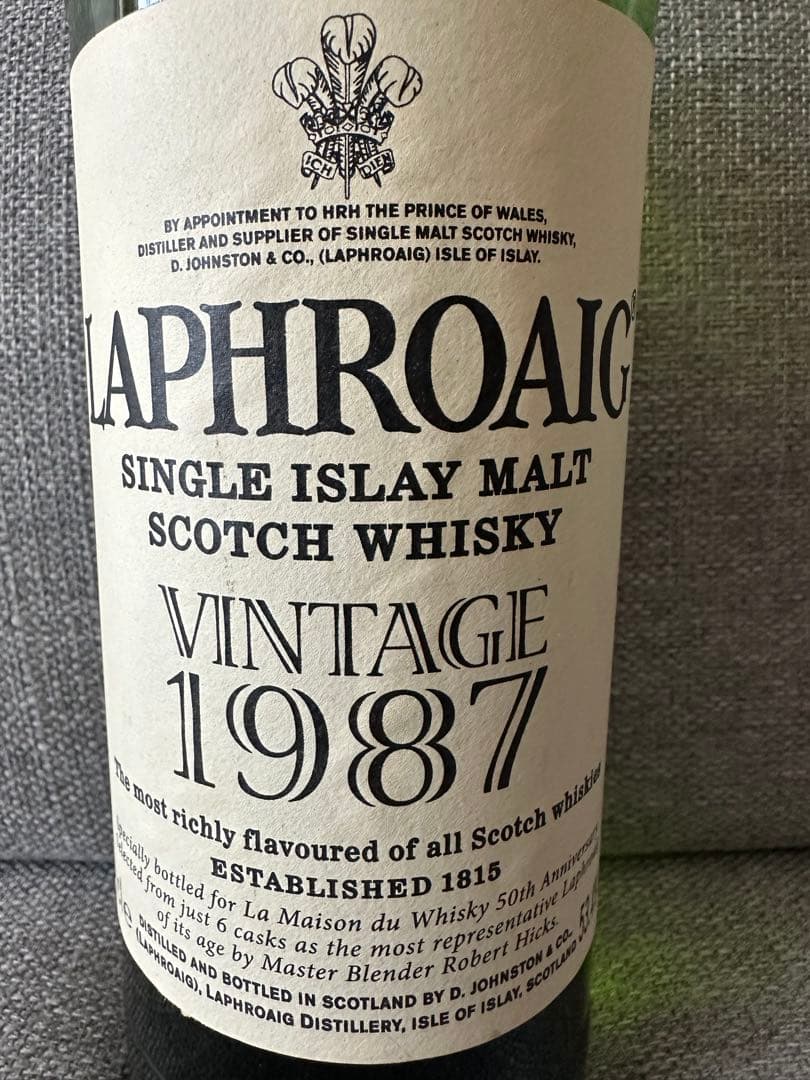 ICH DIEN
BY APPOINTMENT TO HRH THE PRINCE OF WALES,
DISTILLER AND SUPPLIER OF SINGLE MALT SCOTCH WHISKY,
D. JOHNSTON & CO., (LAPHROAIG) ISLE OF ISLAY.
LAPHROAIG®
SINGLE ISLAY MALT
SCOTCH WHISKY
VINTAGE
1987
The most richly flavoured of all Scotch whiskies
ESTABLISHED 1815
Specially bottled for La Maison du Whisky 50th Anniversary
selected from just 6 casks as the most representative
of its age by Master Blender Robert Hicks.
DISTILLED AND BOTTLED IN SCOTLAND BY D. JOHNSTON & CO.,
(LAPHROAIG), LAPHROAIG DISTILLERY, ISLE OF ISLAY, SCOTLAND